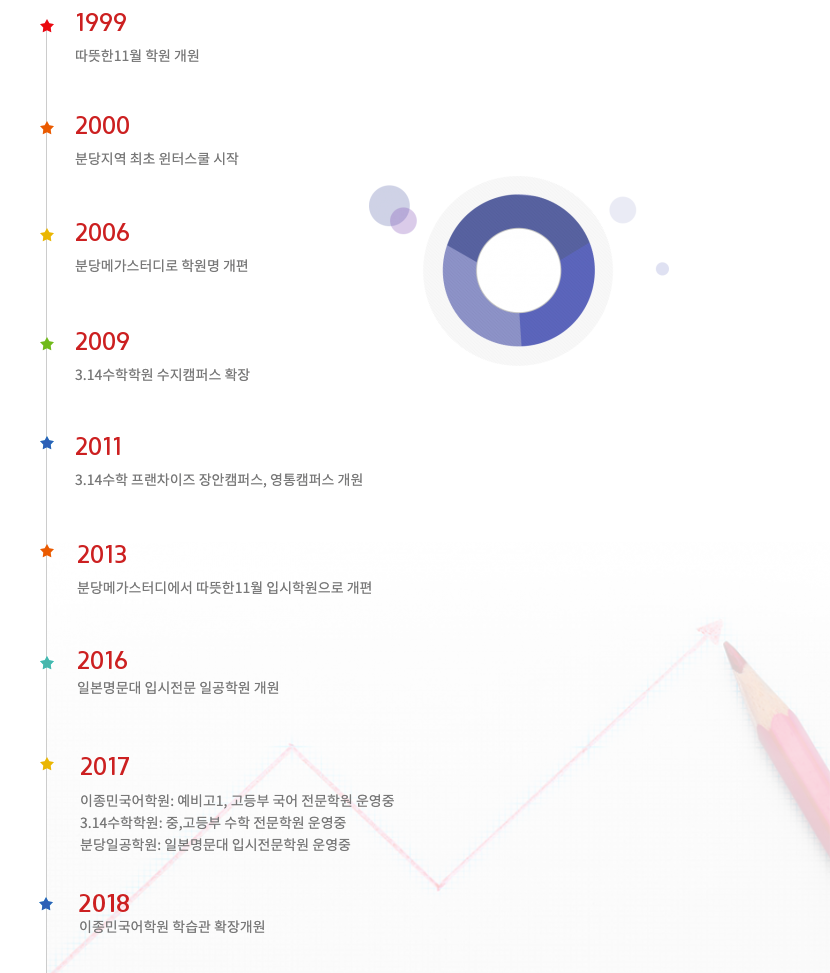 1999
따뜻한11월 학원 개원
2000
분당지역 최초 윈터스쿨 시작
2006
분당메가스터디로 학원명 개편
2009
3.14수학학원 수지캠퍼스 확장
2011
3.14수학 프랜차이즈 장안캠퍼스, 영통캠퍼스 개원
2013
분당메가스터디에서 따뜻한11월 입시학원으로 개편
2016
일본명문대 입시전문 일공학원 개원
2017
이종민국어학원: 예비고1, 고등부 국어 전문학원 운영중
3.14수학학원: 중,고등부 수학 전문학원 운영중
분당일공학원: 일본명문대 입시전문학원 운영중
2018
이종민국어학원 학습관 확장개원